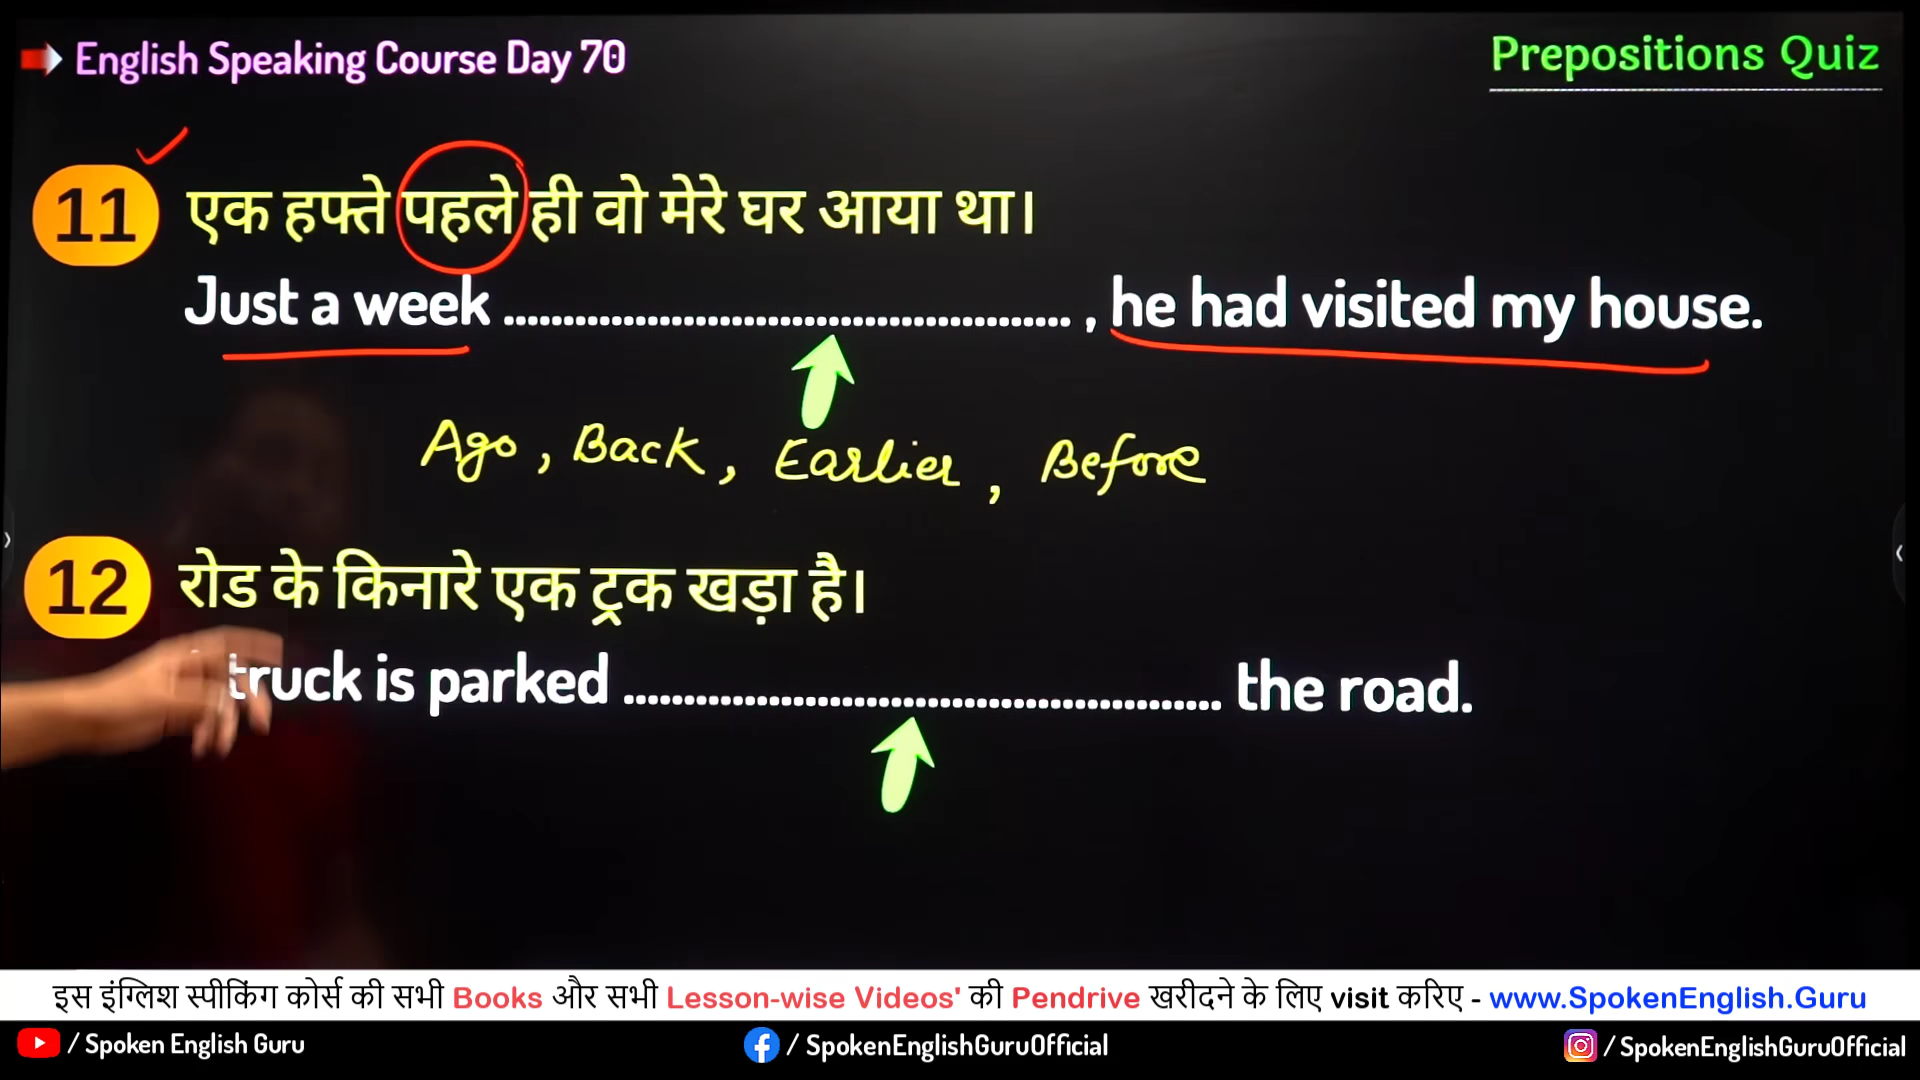 English Speaking Course Day 70
Prepositions Quiz
11 एक हफ्ते पहले ही वो मेरे घर आया था।
Just a week ............................................... , he had visited my house.
Ago, Back, Earlier, Before
12 रोड के किनारे एक ट्रक खड़ा है।
truck is parked .................................................. the road.
इस इंग्लिश स्पीकिंग कोर्स की सभी Books और सभी Lesson-wise Videos' की Pendrive खरीदने के लिए visit करिए - www.SpokenEnglish.Guru
/ Spoken English Guru
/ SpokenEnglishGuruOfficial
/ SpokenEnglishGuruOfficial